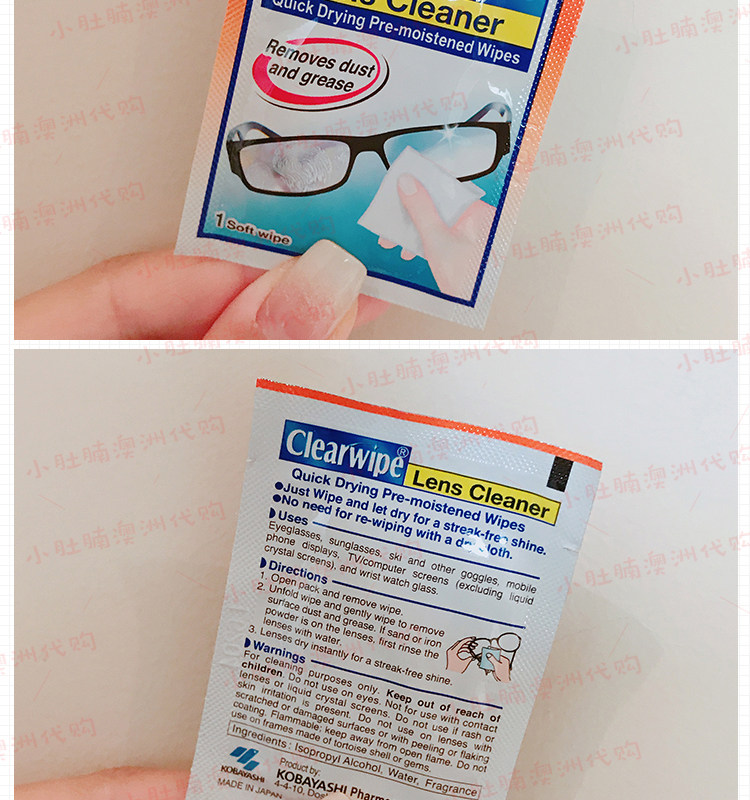 Lens Cleaner
Quick Drying Pre-moistened Wipes
Removes dust
and grease
1 Soft wipe
小肚腩澳洲代购
Clearwipe®
Lens Cleaner
Quick Drying Pre-moistened Wipes
●Just Wipe and let dry for a streak-free shine.
●No need for re-wiping with a dry cloth.
Uses
Eyeglasses, sunglasses, ski and other goggles, mobile
phone displays, TV/computer screens (excluding liquid
crystal screens), and wrist watch glass.
Directions
1. Open pack and remove wipe.
2. Unfold wipe and gently wipe to remove
surface dust and grease. If sand or iron
powder is on the lenses, first rinse the
lenses with water.
3. Lenses dry instantly for a streak-free shine.
Warnings
For cleaning purposes only. Keep out of reach of
children. Do not use on eyes. Not for use with contact
lenses or liquid crystal screens. Do not use if rash or
skin irritation is present. Do not use on lenses with
scratched or damaged surfaces or with peeling or flaking
coating. Flammable: keep away from open flame. Do not
use on frames made of tortoise shell or gems.
Ingredients: Isopropyl Alcohol, Water, Fragrance
KOBAYASHI
Product by:
KOBAYASHI Pharm
4-4-10, Dos
MADE IN JAPAN